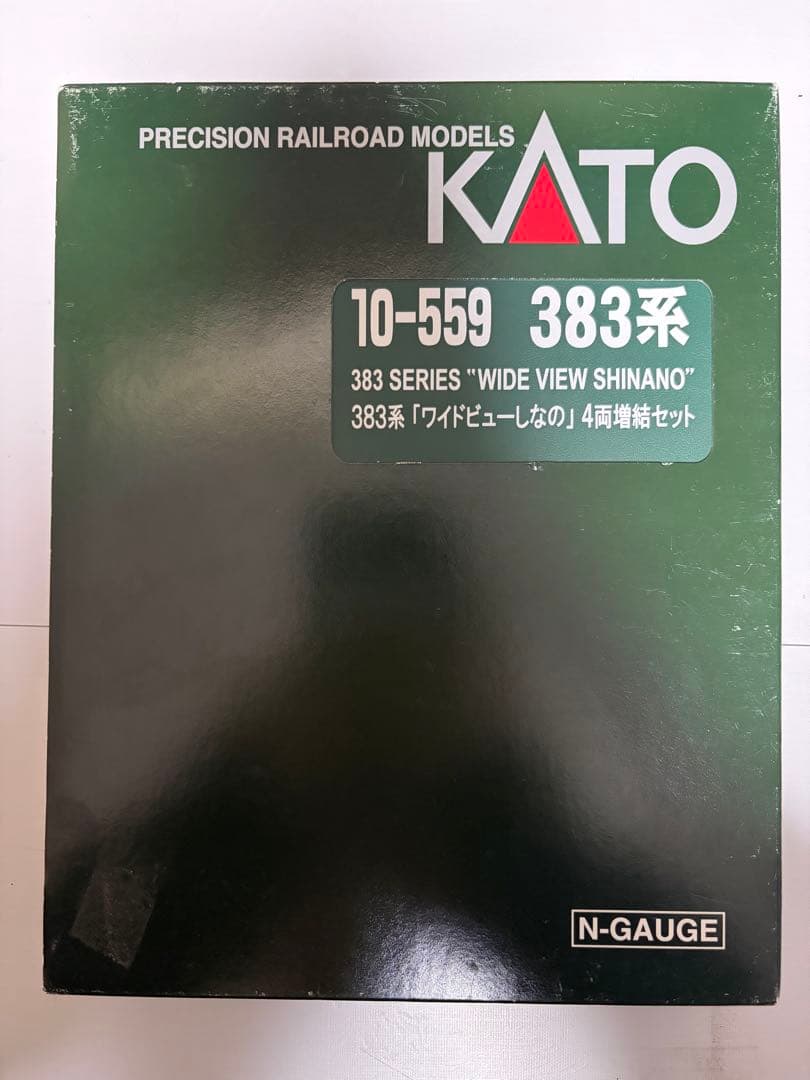 PRECISION RAILROAD MODELS
KATO
10-559 383系
383 SERIES "WIDE VIEW SHINANO"
383系「ワイドビューしなの」4両増結セット
N-GAUGE